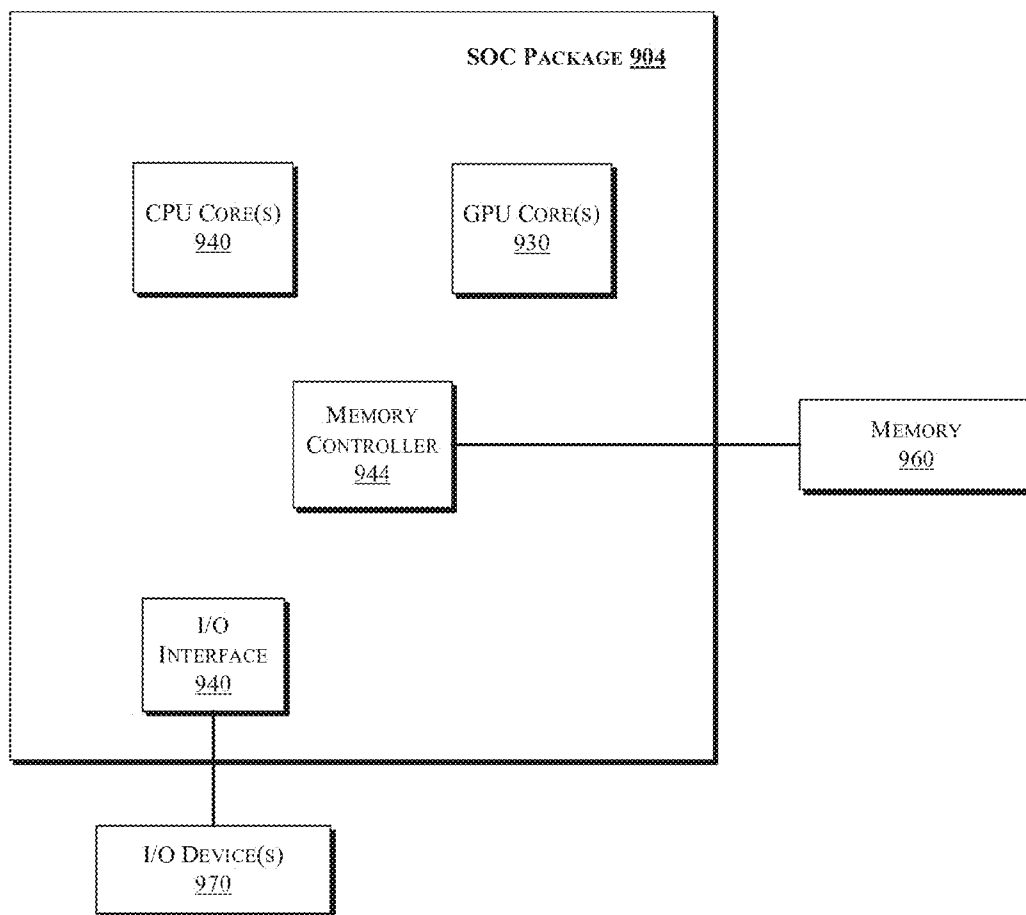 SOC PACKAGE 904
CPU CORE(S)
940
GPU CORE(S)
930
MEMORY
CONTROLLER
944
MEMORY
960
I/O
INTERFACE
940
I/O DEVICE(S)
970